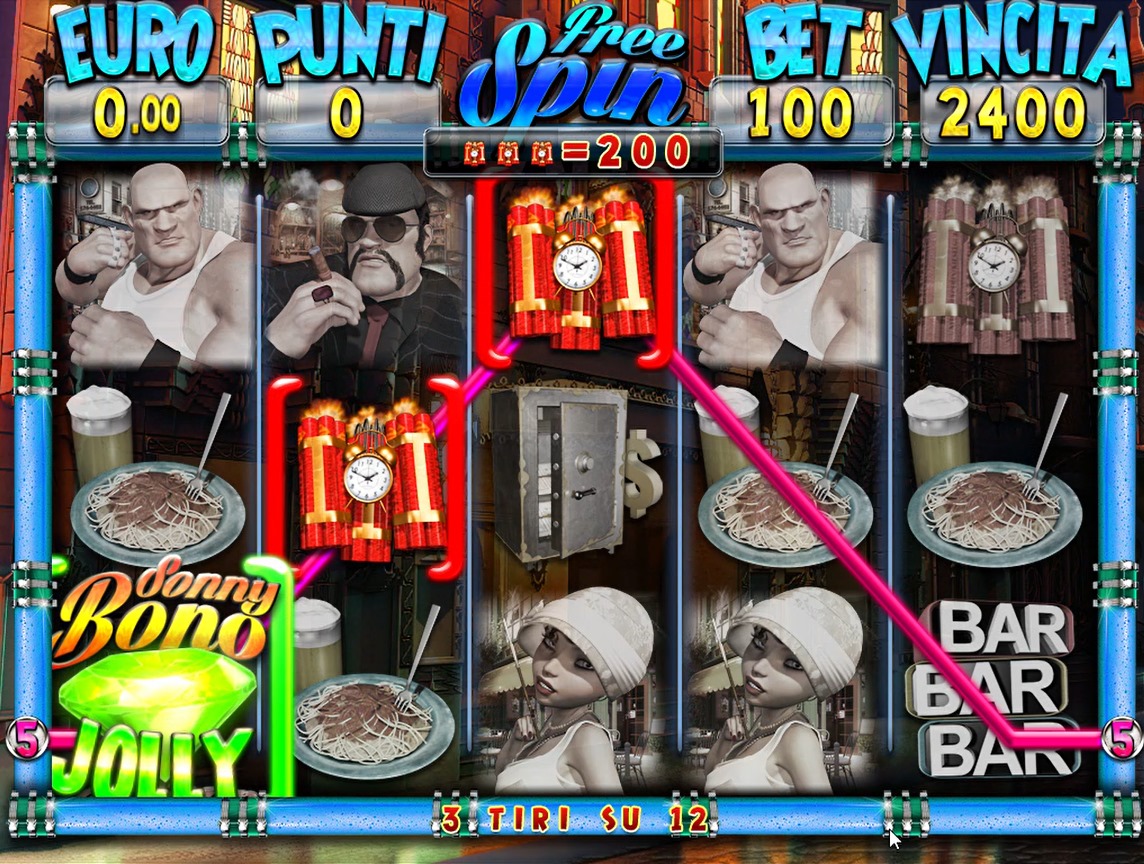 EURO PUNTI Free Spin BET VINCITA
0.00 0 100 2400
=200
Sonny
Bono
JOLLY
BAR
BAR
BAR
5 5
3 TIRI SU 12